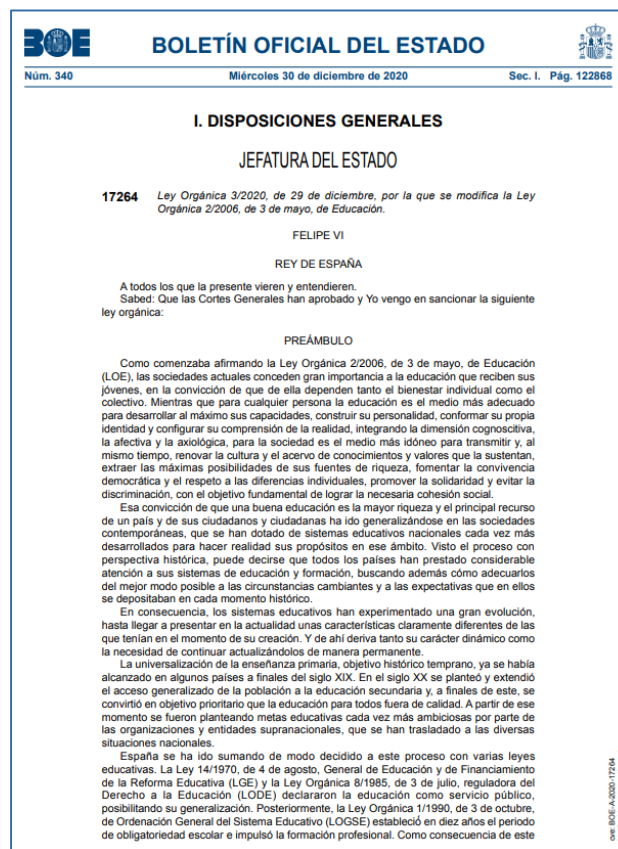 BOE
BOLETÍN OFICIAL DEL ESTADO
Núm. 340
Miércoles 30 de diciembre de 2020
Sec. I. Pág. 122868
I. DISPOSICIONES GENERALES
JEFATURA DEL ESTADO
17264 Ley Orgánica 3/2020, de 29 de diciembre, por la que se modifica la Ley
Orgánica 2/2006, de 3 de mayo, de Educación.
FELIPE VI
REY DE ESPAÑA
A todos los que la presente vieren y entendieren.
Sabed: Que las Cortes Generales han aprobado y Yo vengo en sancionar la siguiente
ley orgánica:
PREÁMBULO
Como comenzaba afirmando la Ley Orgánica 2/2006, de 3 de mayo, de Educación
(LOE), las sociedades actuales conceden gran importancia a la educación que reciben sus
jóvenes, en la convicción de que de ella dependen tanto el bienestar individual como el
colectivo. Mientras que para cualquier persona la educación es el medio más adecuado
para desarrollar al máximo sus capacidades, construir su personalidad, conformar su propia
identidad y configurar su comprensión de la realidad, integrando la dimensión cognoscitiva,
la afectiva y la axiológica, para la sociedad es el medio más idóneo para transmitir y, al
mismo tiempo, renovar la cultura y el acervo de conocimientos y valores que la sustentan,
extraer las máximas posibilidades de sus fuentes de riqueza, fomentar la convivencia
democrática y el respeto a las diferencias individuales, promover la solidaridad y evitar la
discriminación, con el objetivo fundamental de lograr la necesaria cohesión social.
Esa convicción de que una buena educación es la mayor riqueza y el principal recurso
de un país y de sus ciudadanos y ciudadanas ha ido generalizándose en las sociedades
contemporáneas, que se han dotado de sistemas educativos nacionales cada vez más
desarrollados para hacer realidad sus propósitos en ese ámbito. Visto el proceso con
perspectiva histórica, puede decirse que todos los países han prestado considerable
atención a sus sistemas de educación y formación, buscando además cómo adecuarlos
del mejor modo posible a las circunstancias cambiantes y a las expectativas que en ellos
se depositaban en cada momento histórico.
En consecuencia, los sistemas educativos han experimentado una gran evolución,
hasta llegar a presentar en la actualidad unas características claramente diferentes de las
que tenían en el momento de su creación. Y de ahí deriva tanto su carácter dinámico como
la necesidad de continuar actualizándolos de manera permanente.
La universalización de la enseñanza primaria, objetivo histórico temprano, ya se había
alcanzado en algunos países a finales del siglo XIX. En el siglo XX se planteó y extendió
el acceso generalizado de la población a la educación secundaria y, a finales de este, se
convirtió en objetivo prioritario que la educación para todos fuera de calidad. A partir de ese
momento se fueron planteando metas educativas cada vez más ambiciosas por parte de
las organizaciones y entidades supranacionales, que se han trasladado a las diversas
situaciones nacionales.
España se ha ido sumando de modo decidido a este proceso con varias leyes
educativas. La Ley 14/1970, de 4 de agosto, General de Educación y de Financiamiento
de la Reforma Educativa (LGE) y la Ley Orgánica 8/1985, de 3 de julio, reguladora del
Derecho a la Educación (LODE) declararon la educación como servicio público,
posibilitando su generalización. Posteriormente, la Ley Orgánica 1/1990, de 3 de octubre,
de Ordenación General del Sistema Educativo (LOGSE) estableció en diez años el periodo
de obligatoriedad escolar e impulsó la formación profesional. Como consecuencia de este
cve: BOE-A-2020-17264